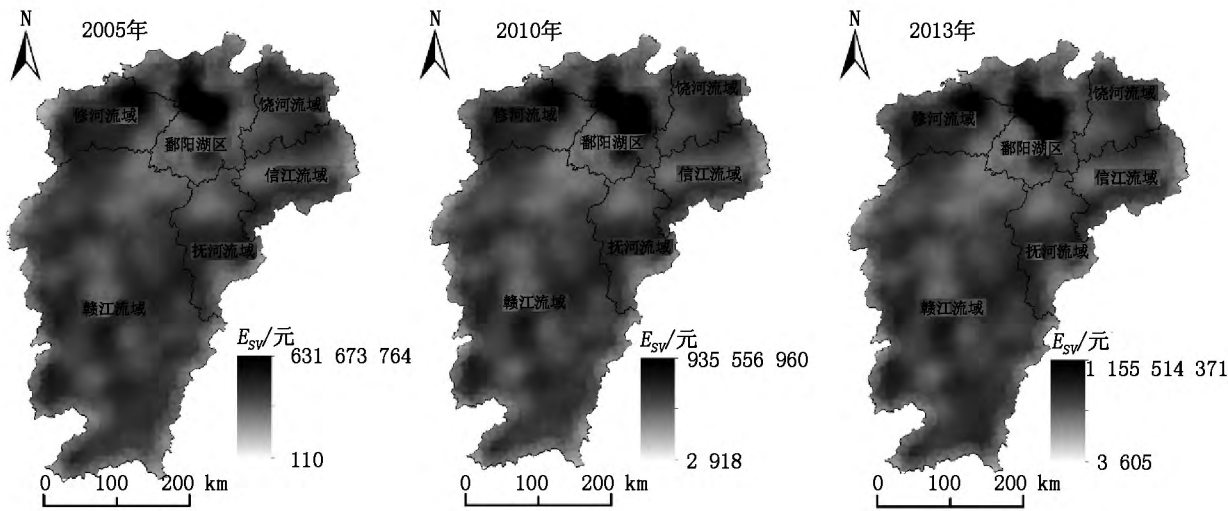 N
2005年
修河流域
饶河流域
鄱阳湖区
信江流域
抚河流域
赣江流域
ESV/元
631 673 764
110
0 100 200 km
N
2010年
修河流域
饶河流域
鄱阳湖区
信江流域
抚河流域
赣江流域
ESV/元
935 556 960
2 918
0 100 200 km
N
2013年
修河流域
饶河流域
鄱阳湖区
信江流域
抚河流域
赣江流域
ESV/元
1 155 514 371
3 605
0 100 200 km